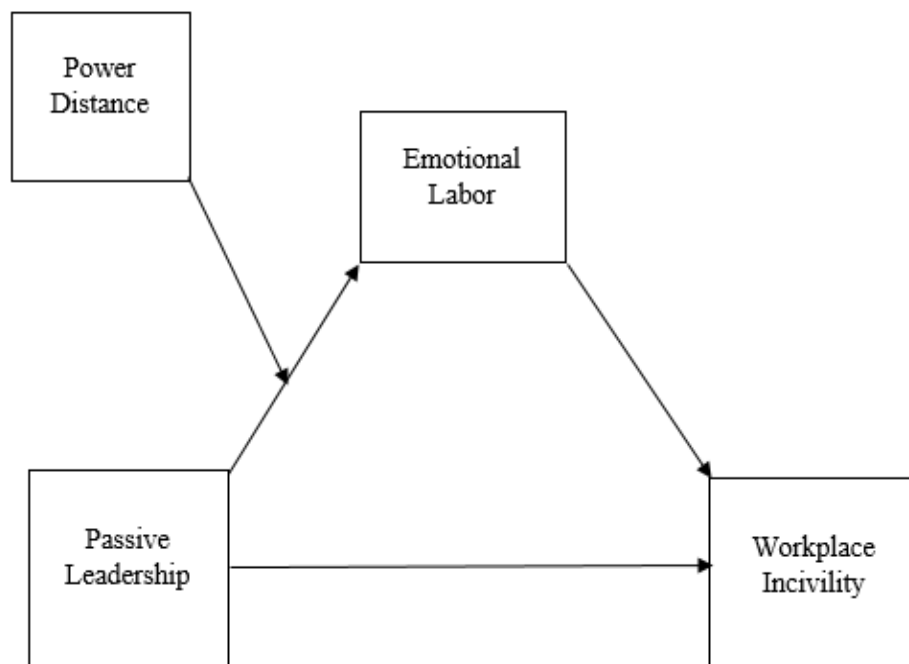 Power
Distance
Emotional
Labor
Passive
Leadership
Workplace
Incivility